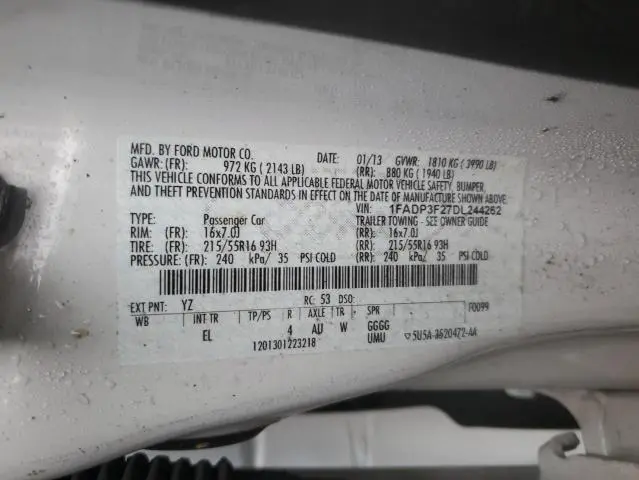 MFD. BY FORD MOTOR CO. DATE: 01/13 GVWR: 1810 KG ( 3990 LB)
GAWR: (FR) 972 KG ( 2143 LB) (RR): 880 KG ( 1940 LB)
THIS VEHICLE CONFORMS TO ALL APPLICABLE FEDERAL MOTOR VEHICLE SAFETY, BUMPER,
AND THEFT PREVENTION STANDARDS IN EFFECT ON THE DATE OF MANUFACTURE SHOWN ABOVE.
VIN: 1FADP3F27DL244262
TYPE: Passenger Car TRAILER TOWING - SEE OWNER GUIDE
RIM: (FR) 16x7.0J (RR): 16x7.0J
TIRE: (FR): 215/55R16 93H (RR): 215/55R16 93H
PRESSURE: (FR) 240 kPa/ 35 PSI-COLD (RR): 240 kPa/ 35 PSI-COLD
EXT PNT: YZ RC: 53 DSO: F0099
WB INT TR TP/PS R AXLE TR SPR
EL 4 AU W GGGG
1201301223218 UMU 5U5A-3520472-AA